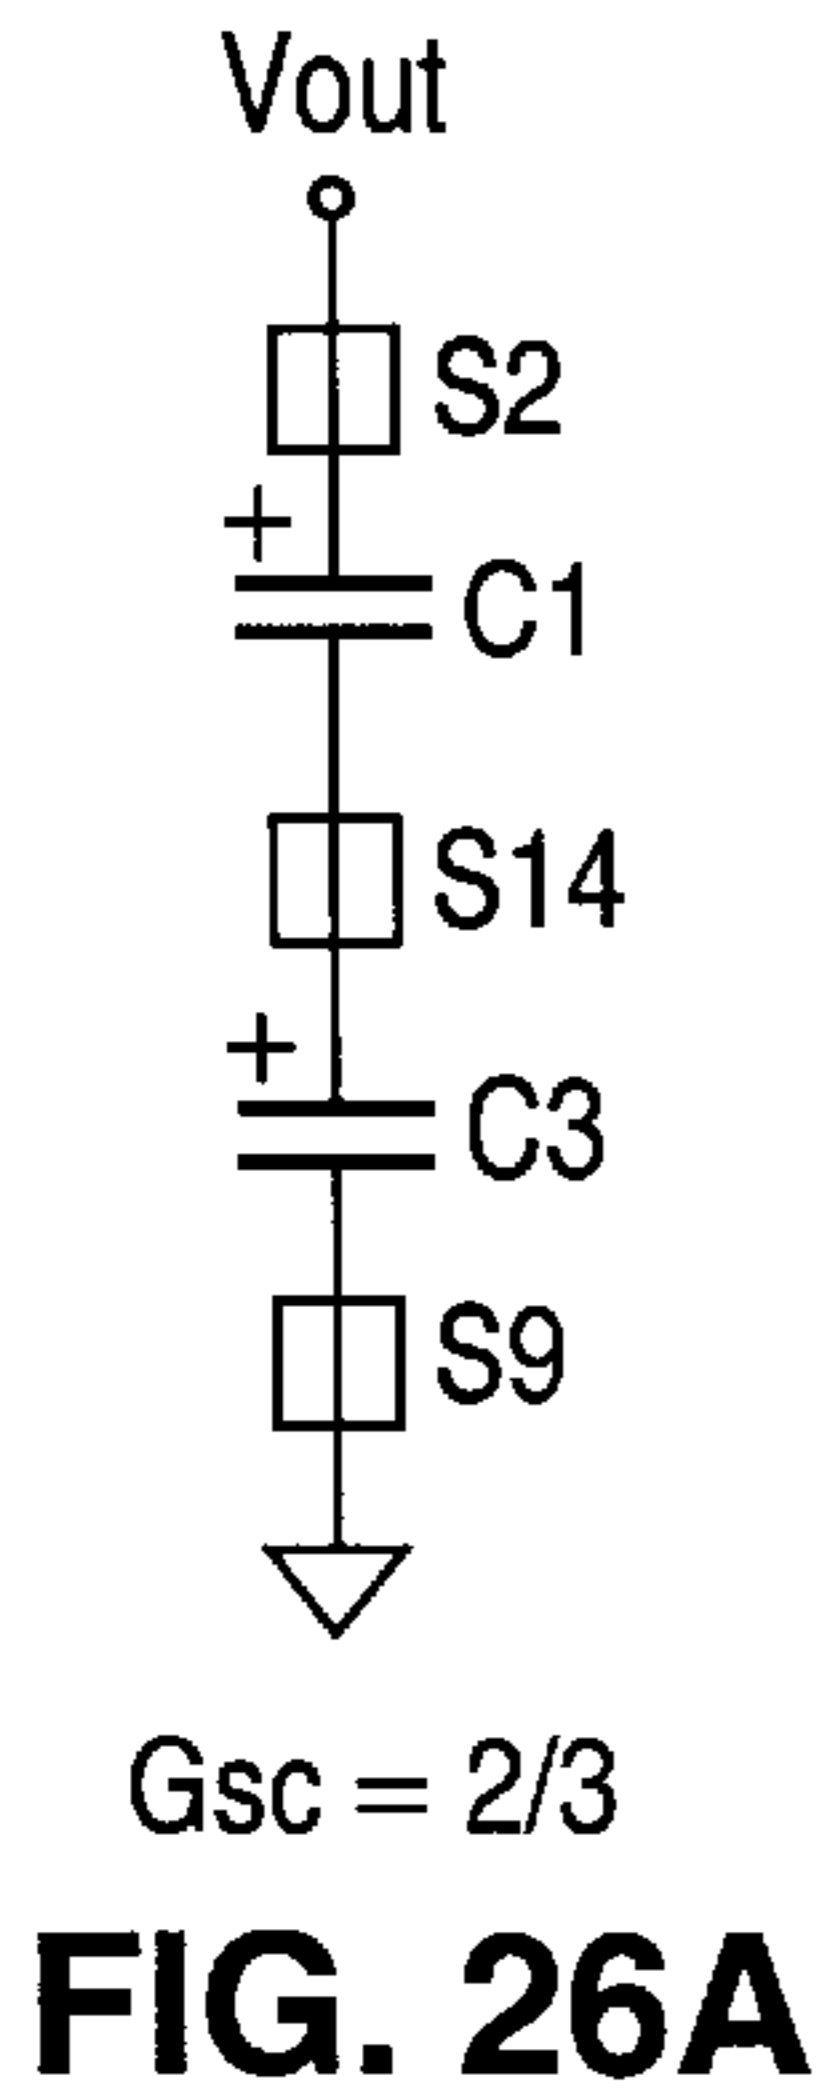 Vout
S2
+
C1
S14
+
C3
S9
Gsc = 2/3
FIG. 26A